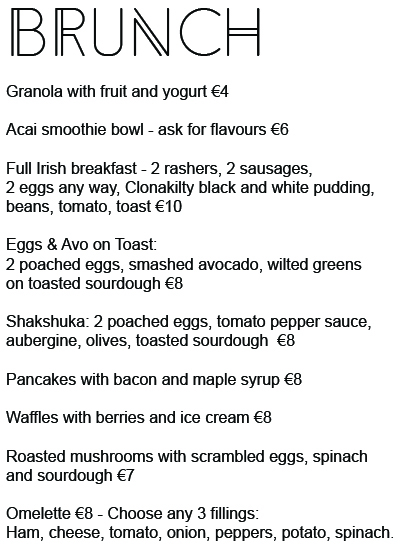 BRUNCH
Granola with fruit and yogurt €4
Acai smoothie bowl - ask for flavours €6
Full Irish breakfast - 2 rashers, 2 sausages,
2 eggs any way, Clonakilty black and white pudding,
beans, tomato, toast €10
Eggs & Avo on Toast:
2 poached eggs, smashed avocado, wilted greens
on toasted sourdough €8
Shakshuka: 2 poached eggs, tomato pepper sauce,
aubergine, olives, toasted sourdough €8
Pancakes with bacon and maple syrup €8
Waffles with berries and ice cream €8
Roasted mushrooms with scrambled eggs, spinach
and sourdough €7
Omelette €8 - Choose any 3 fillings:
Ham, cheese, tomato, onion, peppers, potato, spinach.